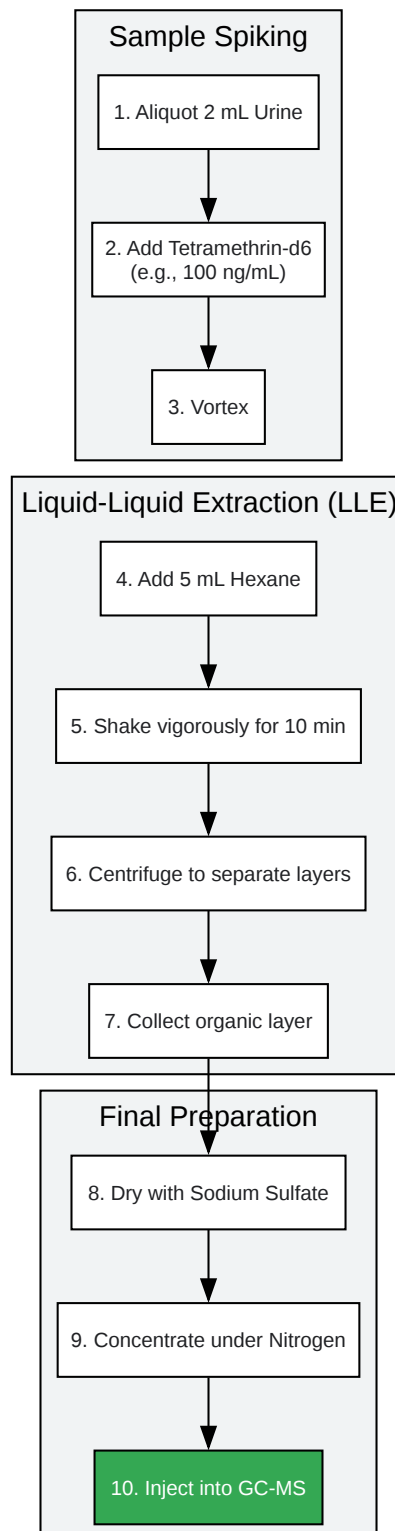 Sample Spiking
1. Aliquot 2 mL Urine
2. Add Tetramethrin-d6
(e.g., 100 ng/mL)
3. Vortex
Liquid-Liquid Extraction (LLE)
4. Add 5 mL Hexane
5. Shake vigorously for 10 min
6. Centrifuge to separate layers
7. Collect organic layer
Final Preparation
8. Dry with Sodium Sulfate
9. Concentrate under Nitrogen
10. Inject into GC-MS